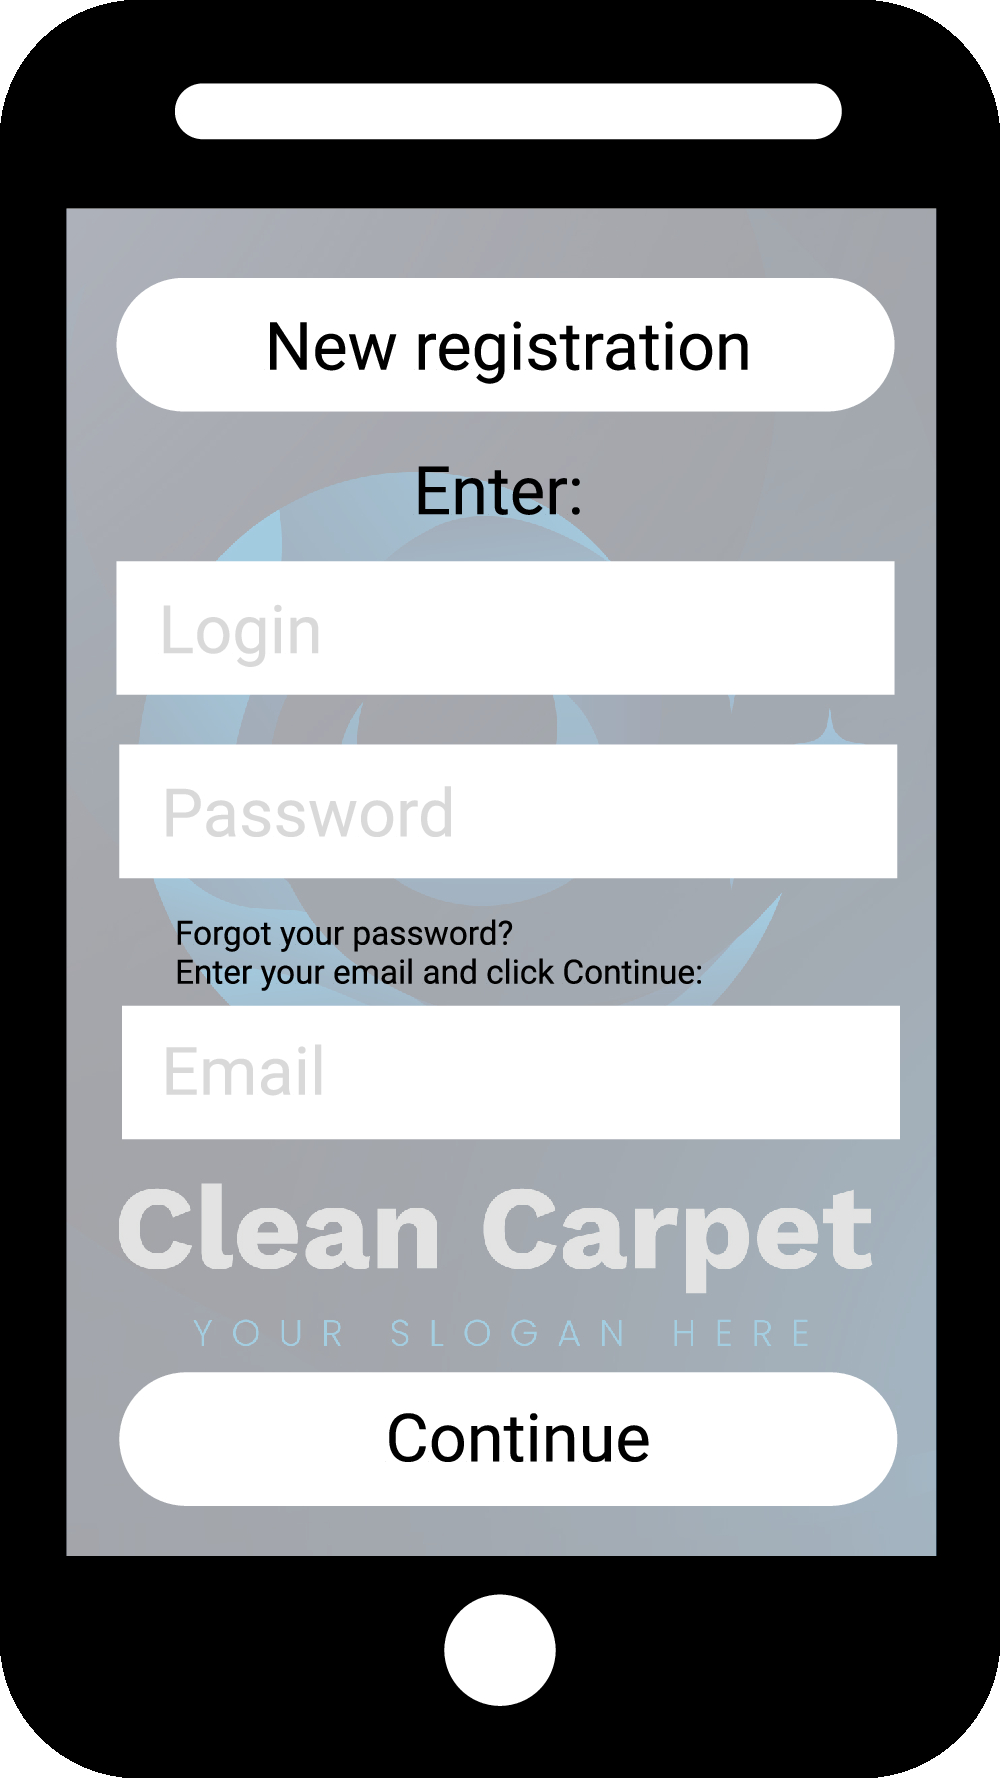 New registration
Enter:
Login
Password
Forgot your password?
Enter your email and click Continue:
Email
Clean Carpet
YOUR SLOGAN HERE
Continue